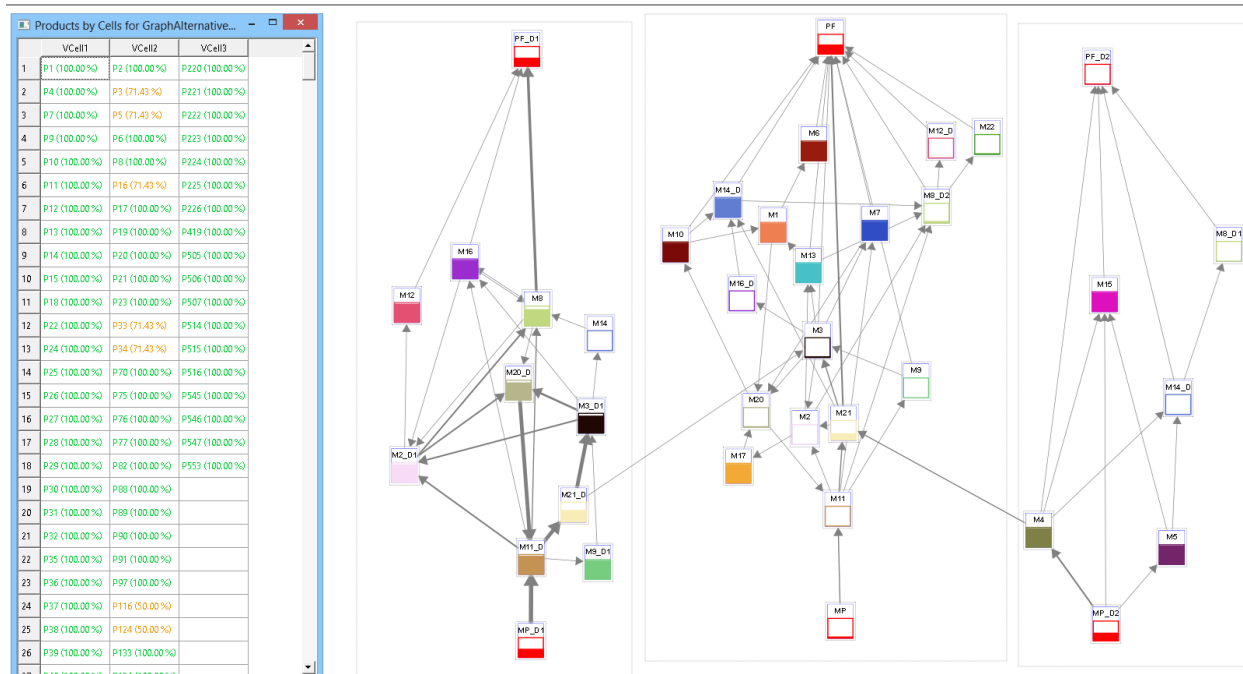 Products by Cells for GraphAlternative...
VCell1 VCell2 VCell3
1 P1 (100.00 %) P2 (100.00 %) P220 (100.00 %)
2 P4 (100.00 %) P3 (71.43 %) P221 (100.00 %)
3 P7 (100.00 %) P5 (71.43 %) P222 (100.00 %)
4 P9 (100.00 %) P6 (100.00 %) P223 (100.00 %)
5 P10 (100.00 %) P8 (100.00 %) P224 (100.00 %)
6 P11 (100.00 %) P16 (71.43 %) P225 (100.00 %)
7 P12 (100.00 %) P17 (100.00 %) P226 (100.00 %)
8 P13 (100.00 %) P19 (100.00 %) P419 (100.00 %)
9 P14 (100.00 %) P20 (100.00 %) P505 (100.00 %)
10 P15 (100.00 %) P21 (100.00 %) P506 (100.00 %)
11 P18 (100.00 %) P23 (100.00 %) P507 (100.00 %)
12 P22 (100.00 %) P33 (71.43 %) P514 (100.00 %)
13 P24 (100.00 %) P34 (71.43 %) P515 (100.00 %)
14 P25 (100.00 %) P70 (100.00 %) P516 (100.00 %)
15 P26 (100.00 %) P75 (100.00 %) P545 (100.00 %)
16 P27 (100.00 %) P76 (100.00 %) P546 (100.00 %)
17 P28 (100.00 %) P77 (100.00 %) P547 (100.00 %)
18 P29 (100.00 %) P82 (100.00 %) P553 (100.00 %)
19 P30 (100.00 %) P88 (100.00 %)
20 P31 (100.00 %) P89 (100.00 %)
21 P32 (100.00 %) P90 (100.00 %)
22 P35 (100.00 %) P91 (100.00 %)
23 P36 (100.00 %) P97 (100.00 %)
24 P37 (100.00 %) P116 (50.00 %)
25 P38 (100.00 %) P124 (50.00 %)
26 P39 (100.00 %) P133 (100.00 %)
PF_D1
M16
M12
M8
M14
M20_D
M3_D1
M2_D1
M21_D
M11_D
M9_D1
MP_D1
PF
M6
M12_D
M22
M14_D
M8_D2
M1
M7
M10
M13
M16_D
M3
M9
M20
M2
M21
M17
M11
MP
PF_D2
M8_D1
M15
M14_D
M4
M5
MP_D2